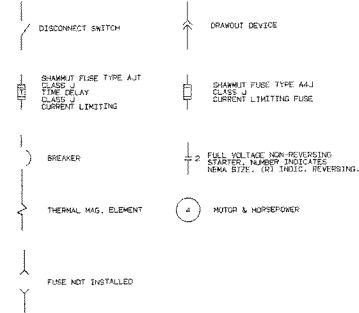 DISCONNECT SWITCH
DRAWOUT DEVICE
SHAWMUT FUSE TYPE AJT
CLASS J
TIME DELAY
CLASS J
CURRENT LIMITING
SHAWMUT FUSE TYPE A4J
CLASS J
CURRENT LIMITING FUSE
BREAKER
2
FULL VOLTAGE NON-REVERSING
STARTER, NUMBER INDICATES
NEMA SIZE. (R) INDIC. REVERSING.
THERMAL MAG. ELEMENT
4
MOTOR & HORSEPOWER
FUSE NOT INSTALLED